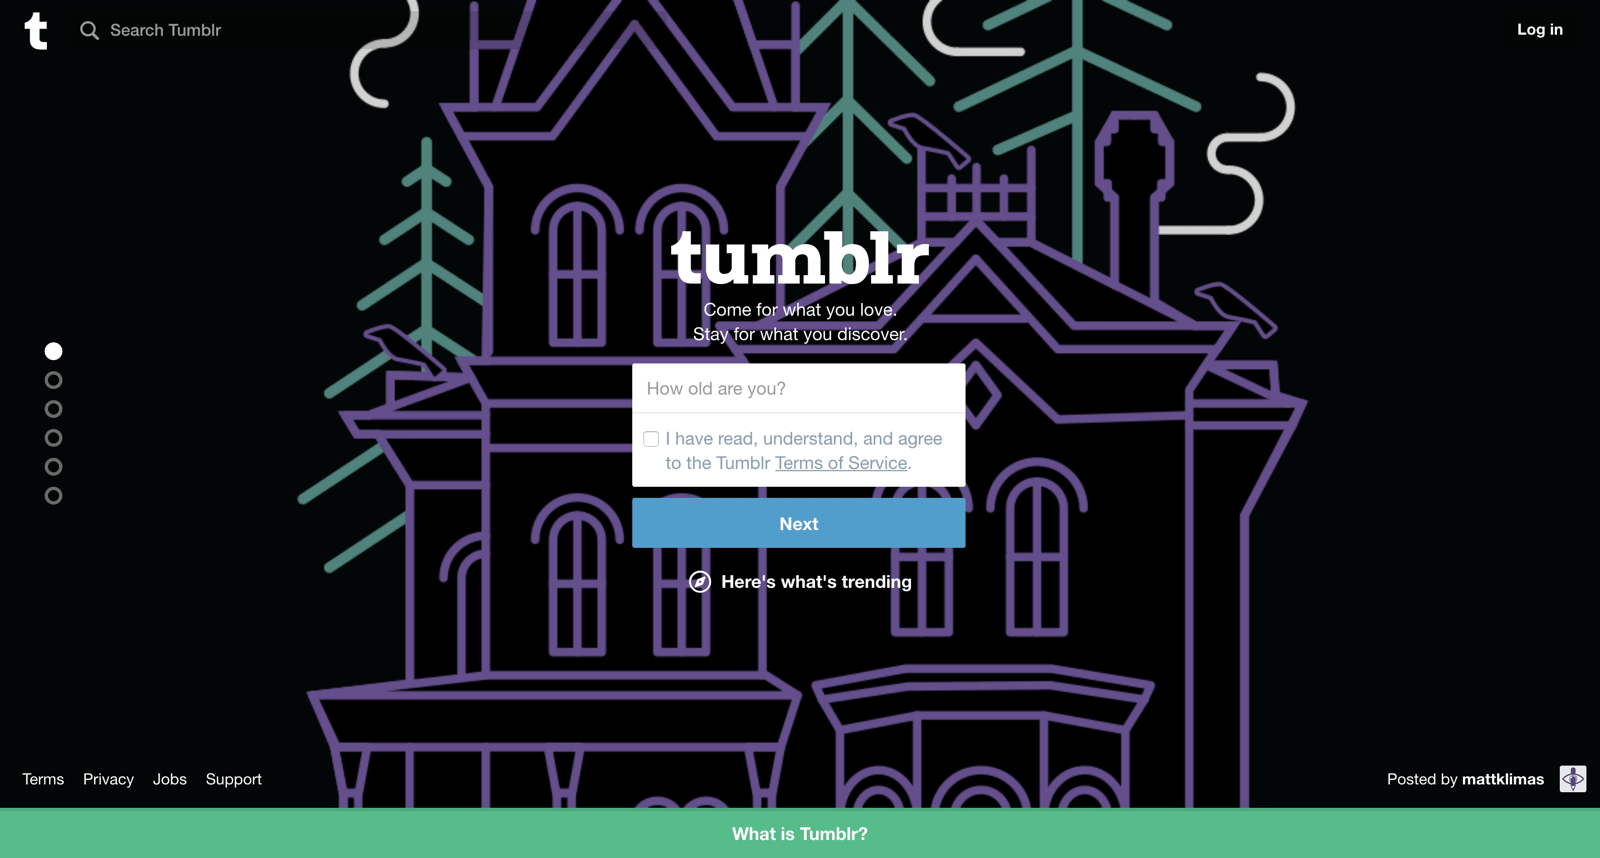 t
Search Tumblr
Log in
tumblr
Come for what you love.
Stay for what you discover.
How old are you?
I have read, understand, and agree
to the Tumblr Terms of Service.
Next
Here's what's trending
Terms Privacy Jobs Support
Posted by mattklimas
What is Tumblr?